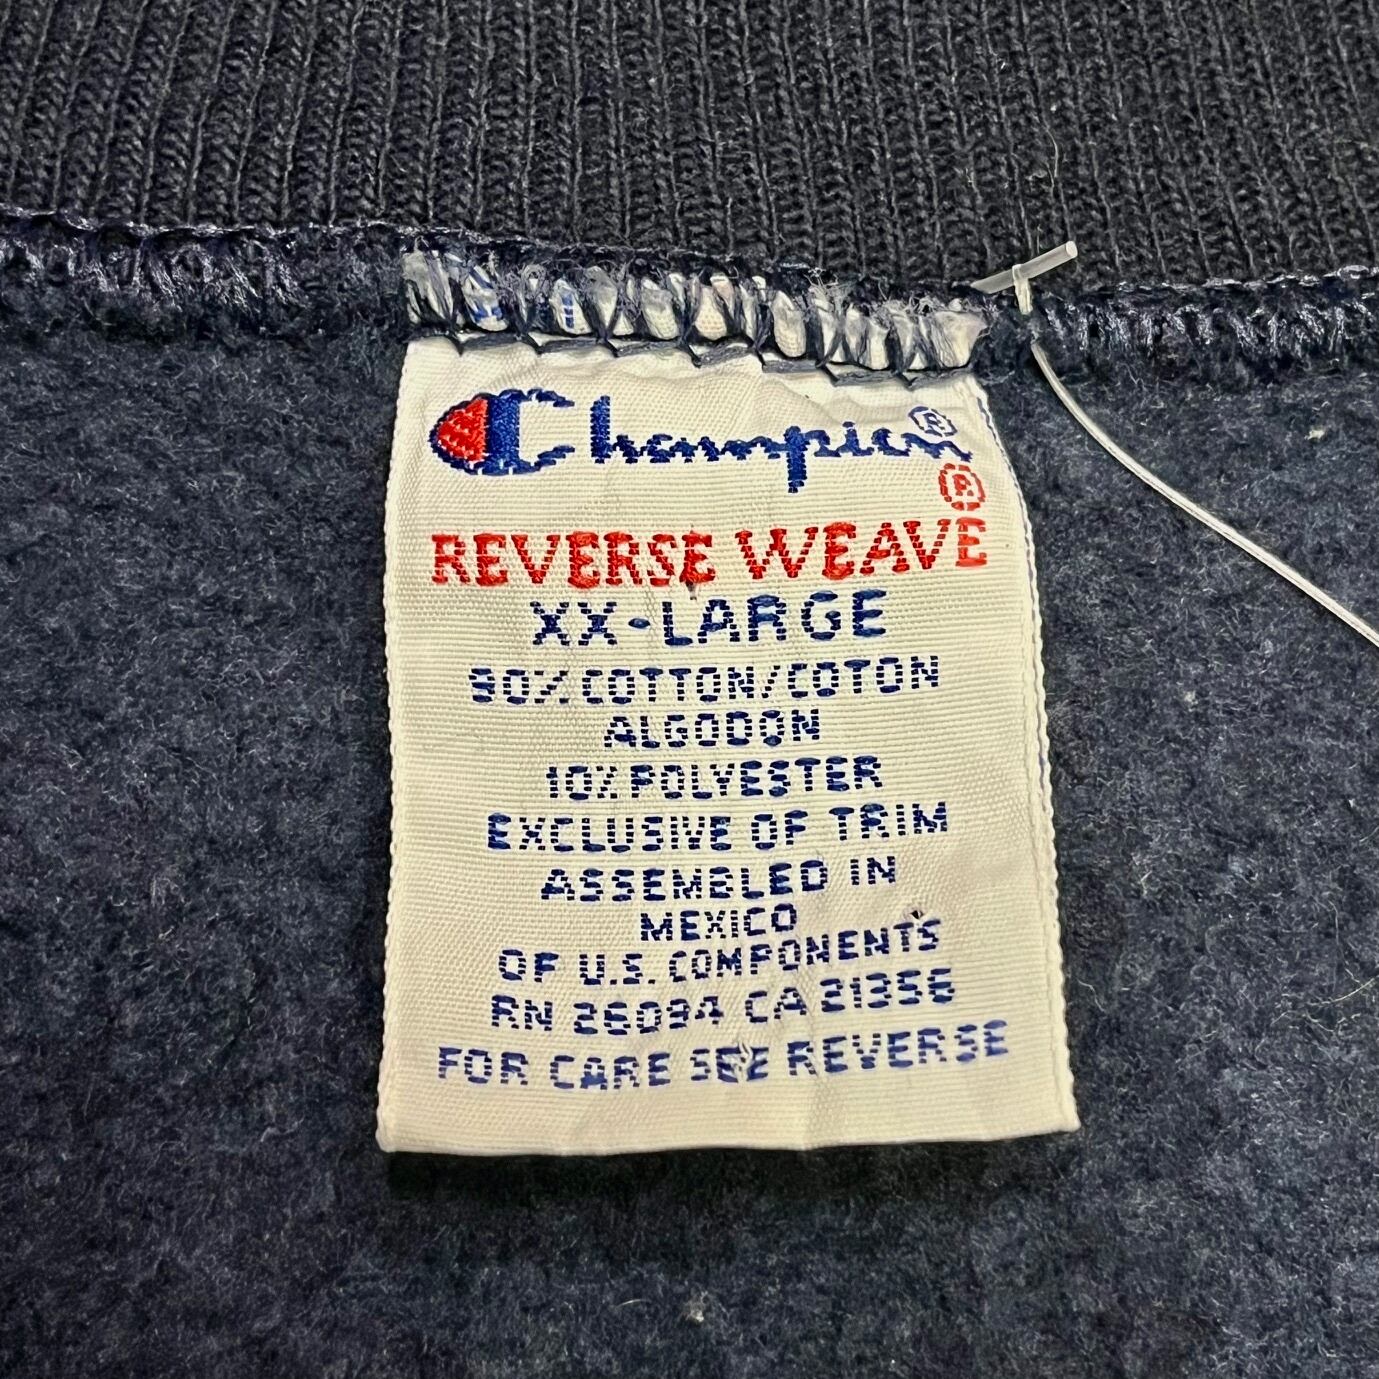 Champion®
®
REVERSE WEAVE
XX-LARGE
90% COTTON/COTON
ALGODON
10% POLYESTER
EXCLUSIVE OF TRIM
ASSEMBLED IN
MEXICO
OF U.S. COMPONENTS
RN 26094 CA 21356
FOR CARE SEE REVERSE